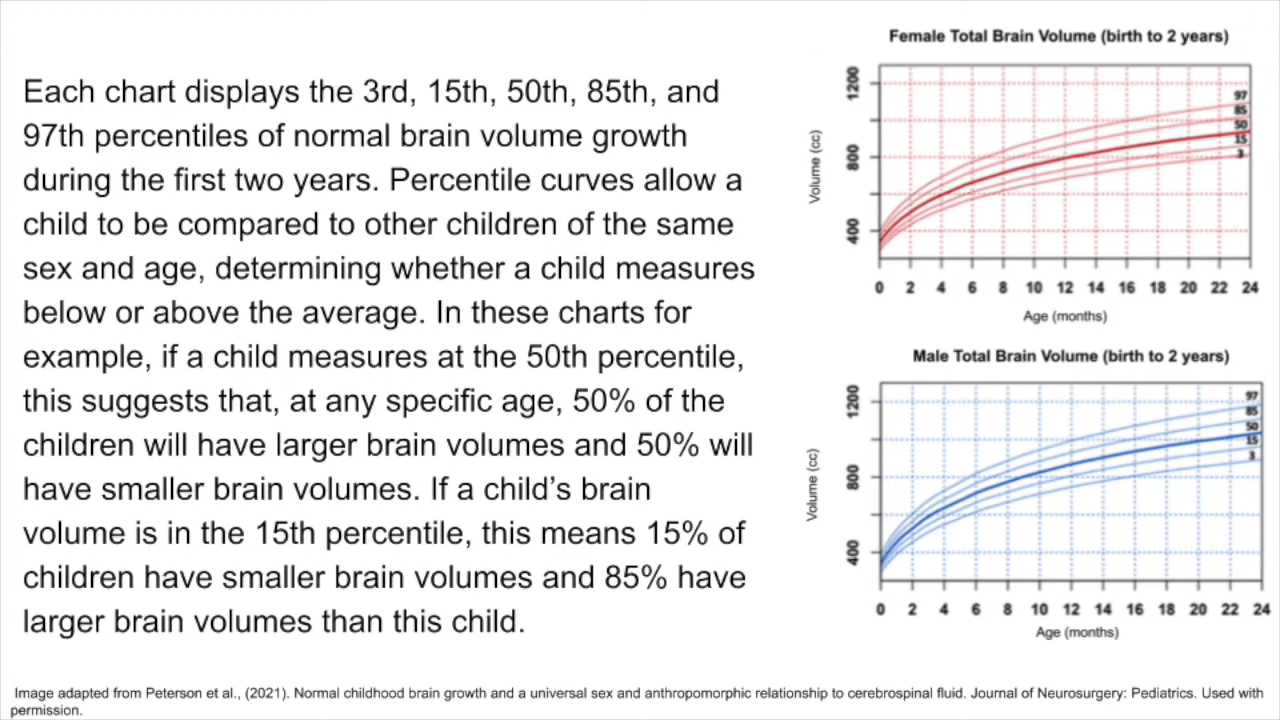 Each chart displays the 3rd, 15th, 50th, 85th, and
97th percentiles of normal brain volume growth
during the first two years. Percentile curves allow a
child to be compared to other children of the same
sex and age, determining whether a child measures
below or above the average. In these charts for
example, if a child measures at the 50th percentile,
this suggests that, at any specific age, 50% of the
children will have larger brain volumes and 50% will
have smaller brain volumes. If a child’s brain
volume is in the 15th percentile, this means 15% of
children have smaller brain volumes and 85% have
larger brain volumes than this child.
Female Total Brain Volume (birth to 2 years)
Volume (cc)
1200
800
400
97
85
50
15
3
0 2 4 6 8 10 12 14 16 18 20 22 24
Age (months)
Male Total Brain Volume (birth to 2 years)
Volume (cc)
1200
800
400
97
85
50
15
3
0 2 4 6 8 10 12 14 16 18 20 22 24
Age (months)
Image adapted from Peterson et al., (2021). Normal childhood brain growth and a universal sex and anthropomorphic relationship to cerebrospinal fluid. Journal of Neurosurgery: Pediatrics. Used with
permission.